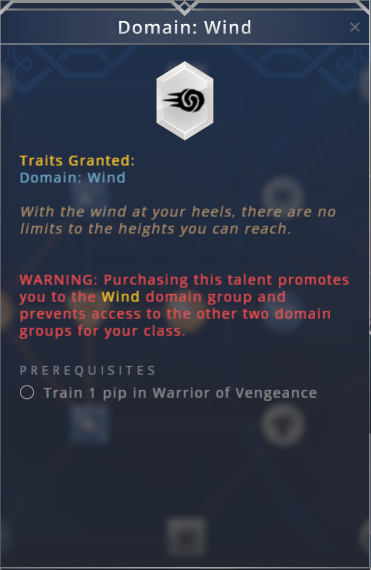 Domain: Wind
Traits Granted:
Domain: Wind
With the wind at your heels, there are no
limits to the heights you can reach.
WARNING: Purchasing this talent promotes
you to the Wind domain group and
prevents access to the other two domain
groups for your class.
PREREQUISITES
Train 1 pip in Warrior of Vengeance